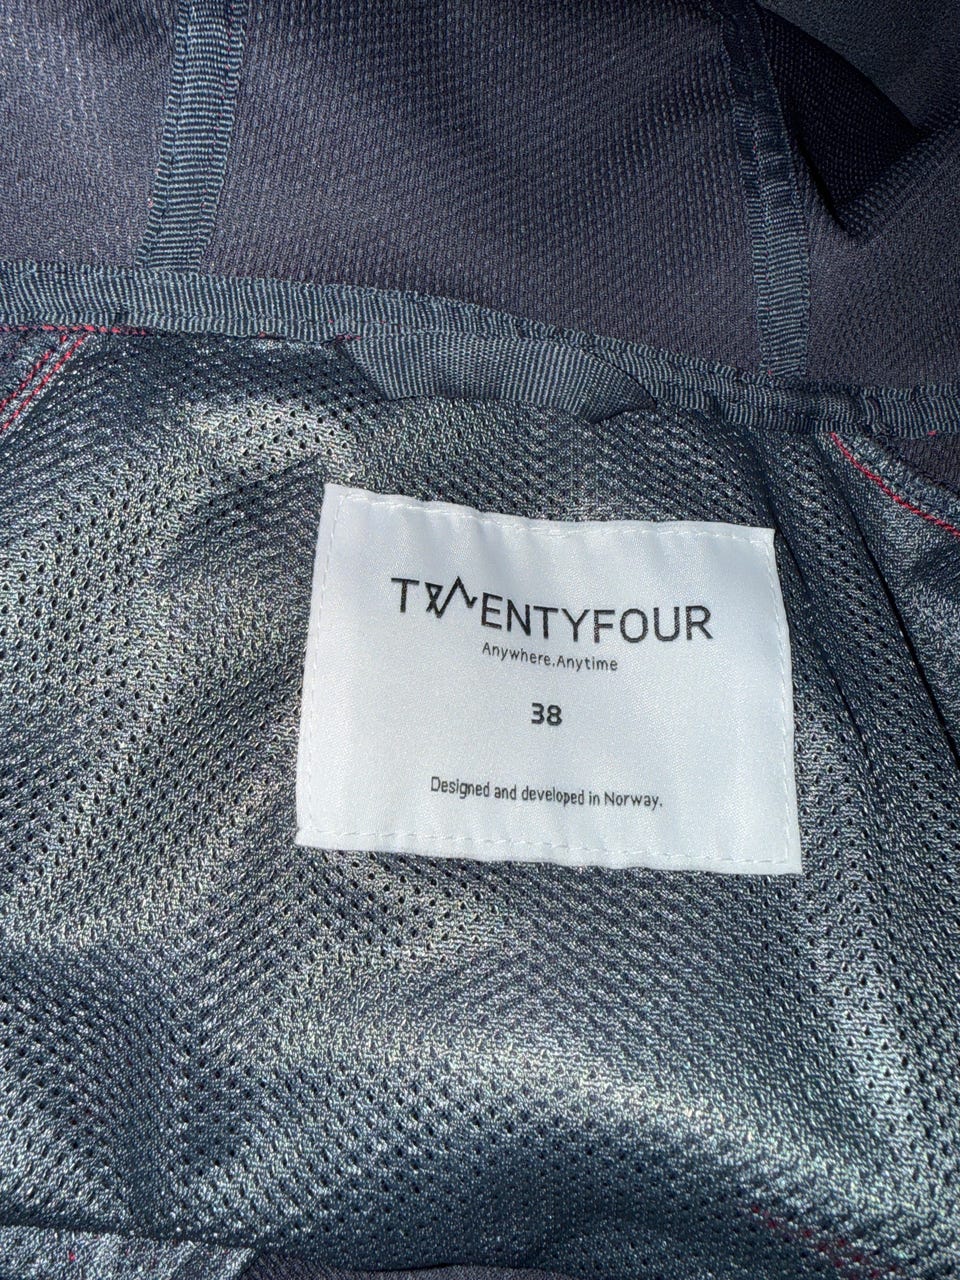 TWENTYFOUR
Anywhere.Anytime
38
Designed and developed in Norway.